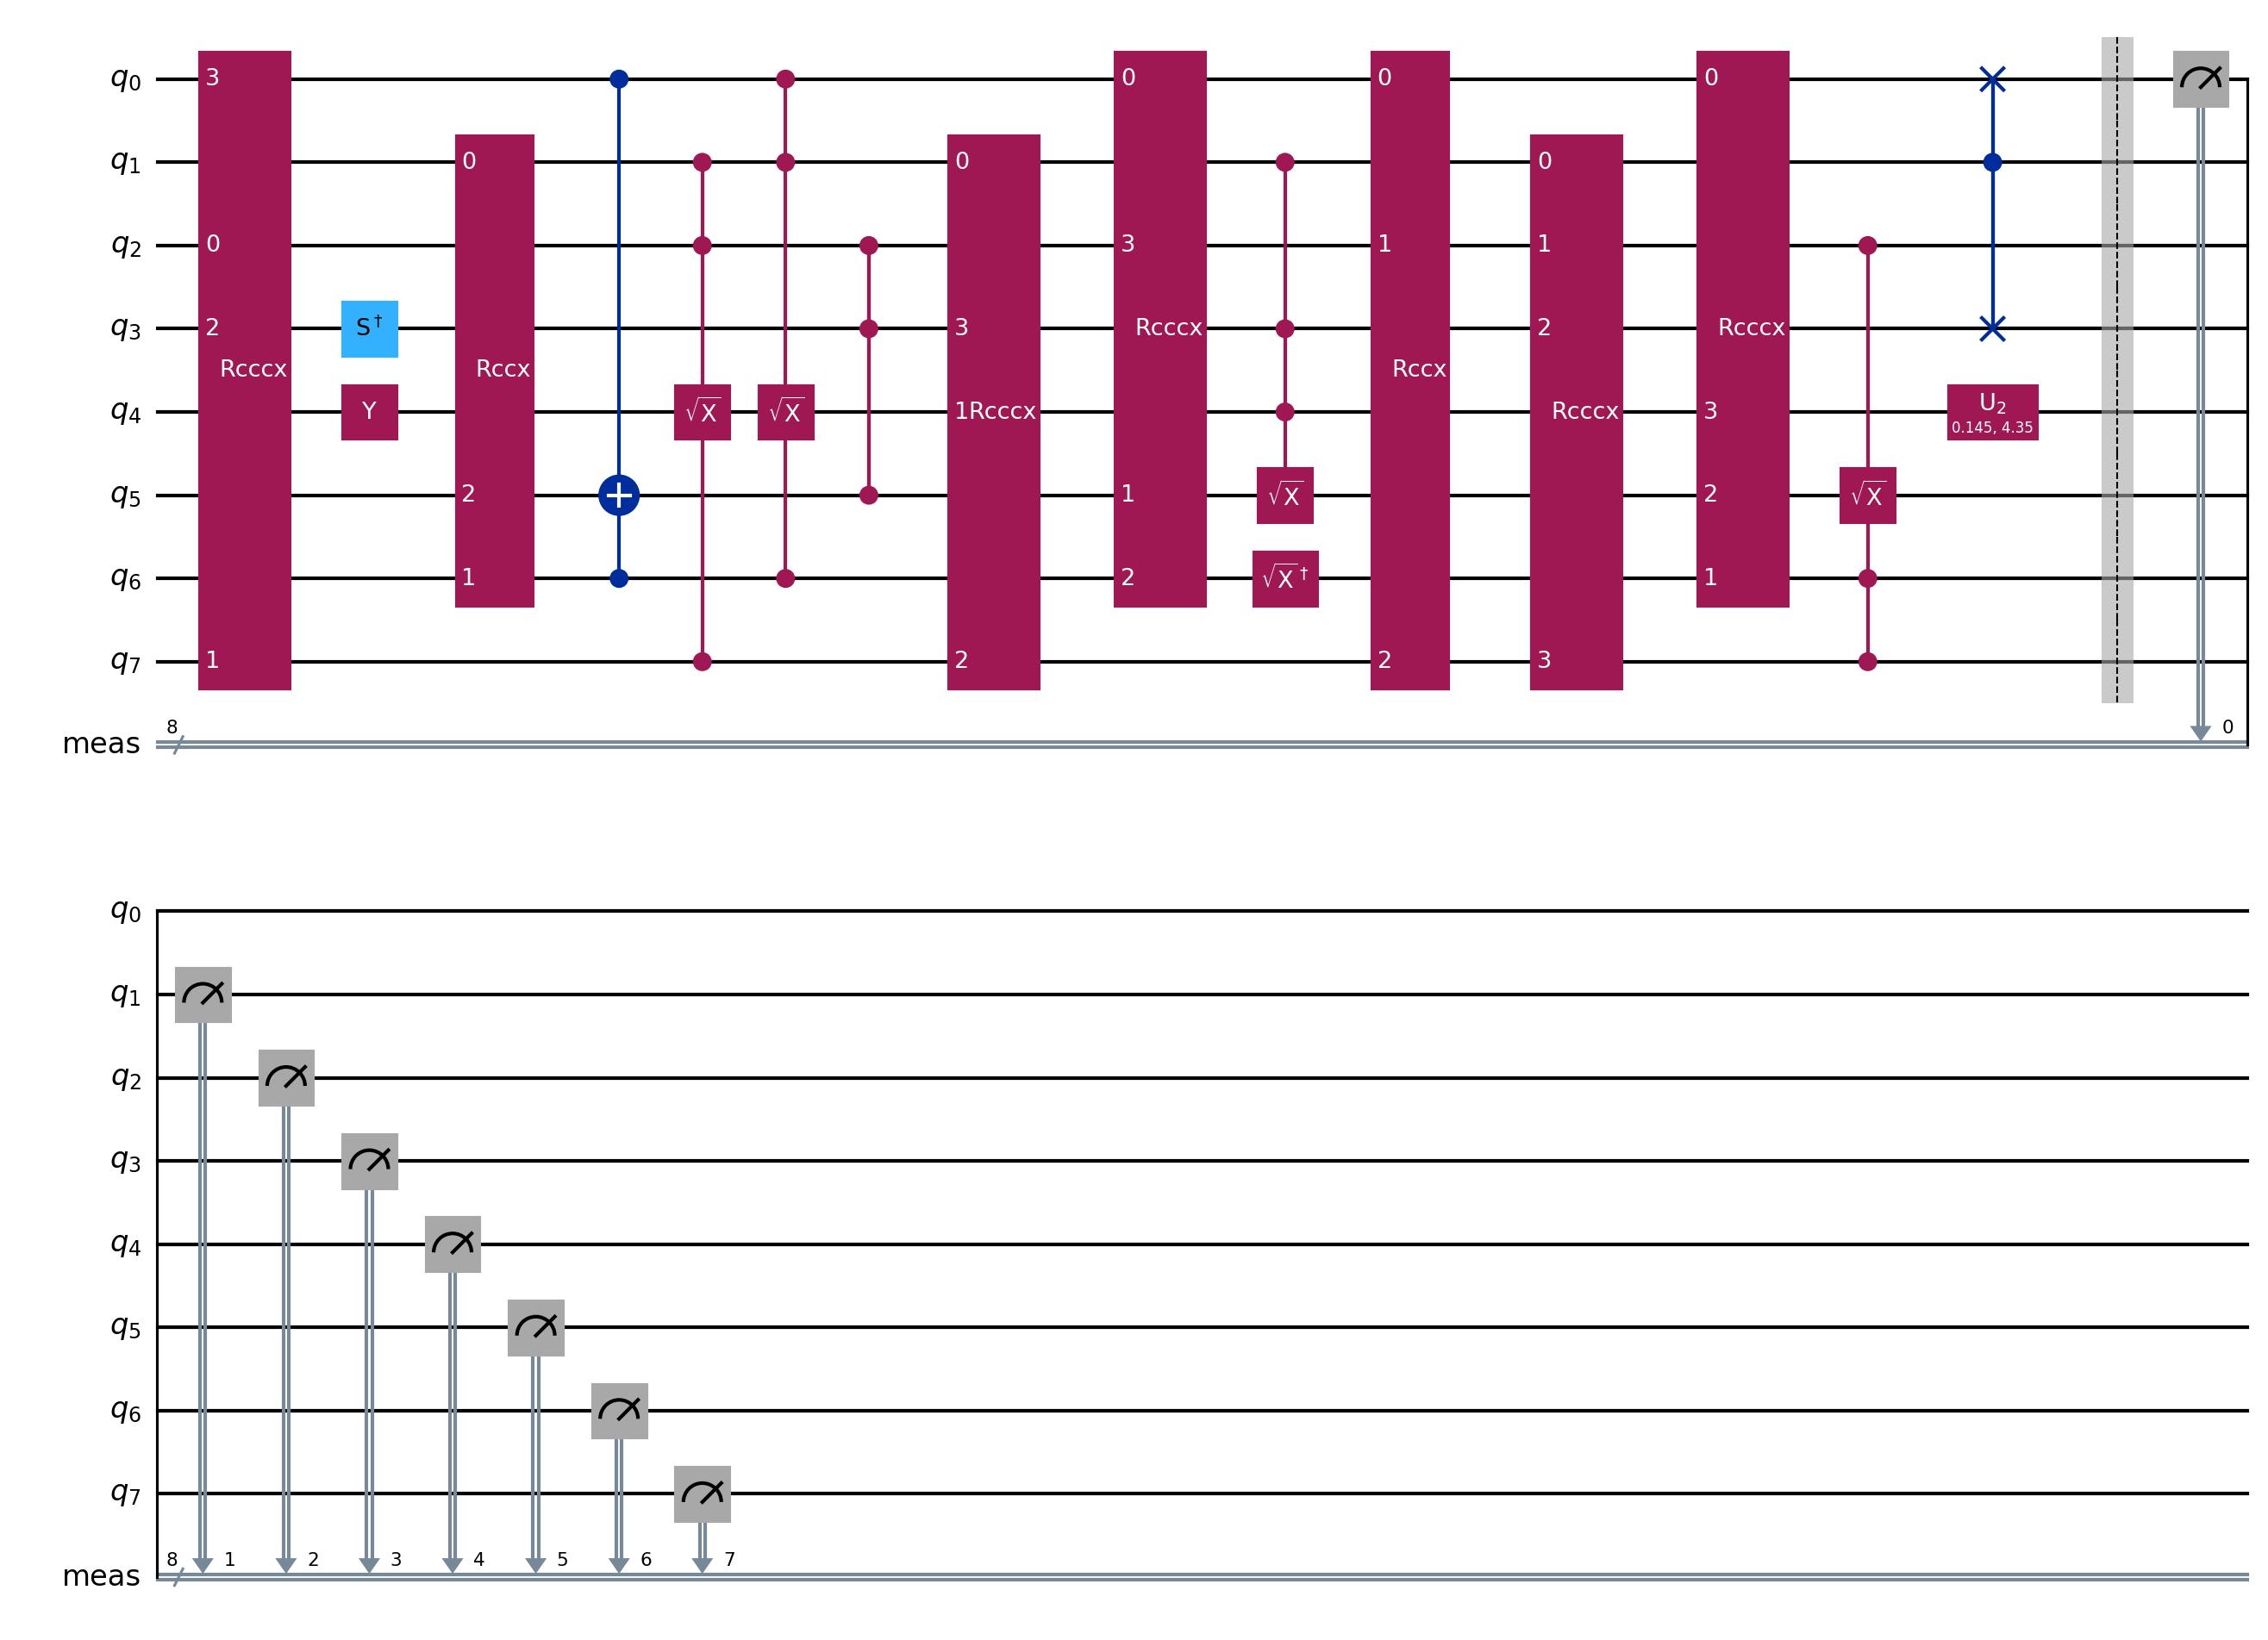 q0 3 0 0 0
q1 0 0 0
q2 0 3 1 1
q3 2 S† 3 Rcccx 2 Rcccx
Rcccx Rccx Rccx
q4 Y √X √X 1Rcccx Rcccx 3 U2
0.145, 4.35
q5 2 1 √X 2 √X
q6 1 2 √X† 1
q7 1 2 2 3
8 0
meas
q0
q1
q2
q3
q4
q5
q6
q7
8 1 2 3 4 5 6 7
meas